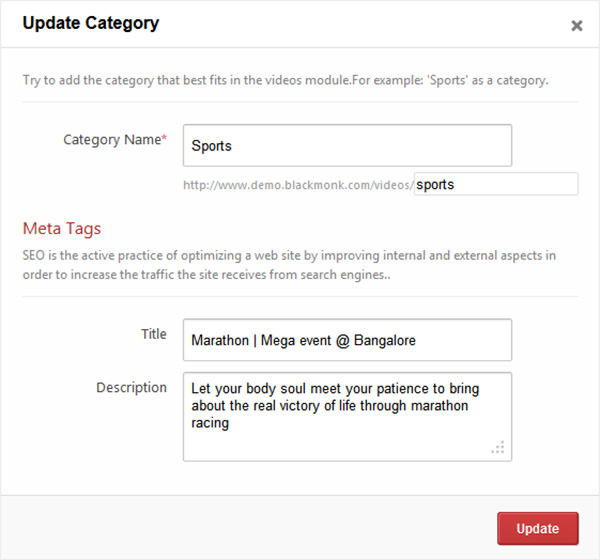 Update Category
×
Try to add the category that best fits in the videos module.For example: 'Sports' as a category.
Category Name*
Sports
http://www.demo.blackmonk.com/videos/sports
Meta Tags
SEO is the active practice of optimizing a web site by improving internal and external aspects in
order to increase the traffic the site receives from search engines..
Title
Marathon | Mega event @ Bangalore
Description
Let your body soul meet your patience to bring
about the real victory of life through marathon
racing
Update